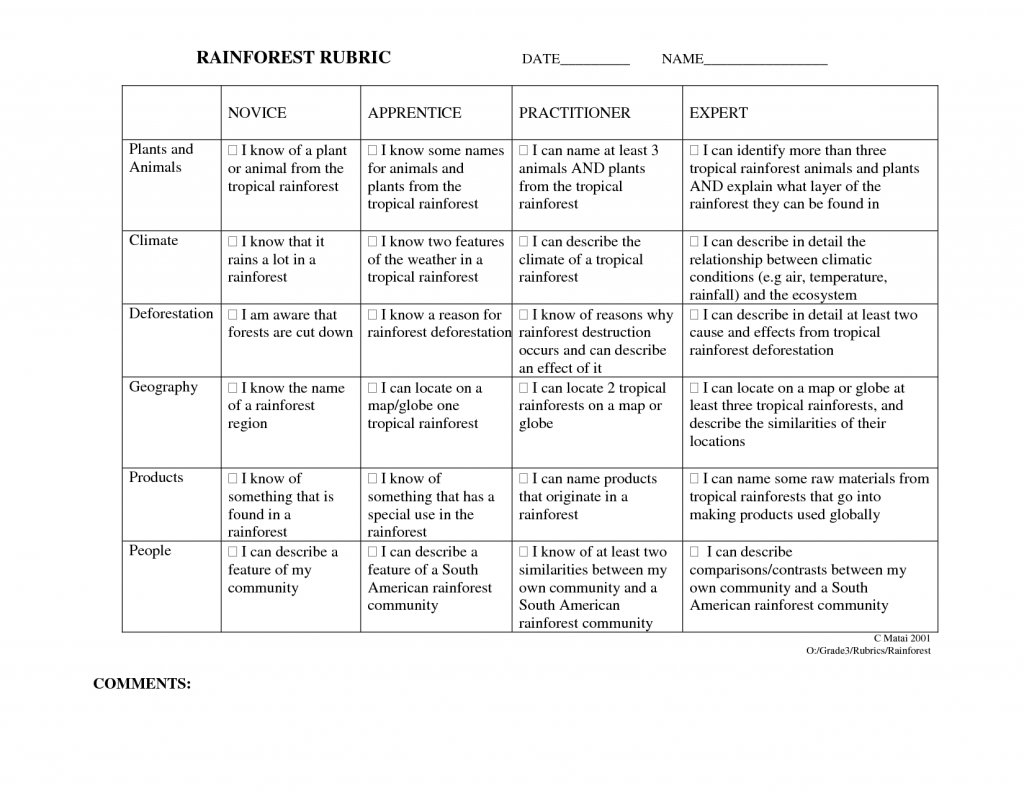 RAINFOREST RUBRIC DATE_________ NAME________________
NOVICE APPRENTICE PRACTITIONER EXPERT
Plants and
Animals
□ I know of a plant
or animal from the
tropical rainforest
□ I know some names
for animals and
plants from the
tropical rainforest
□ I can name at least 3
animals AND plants
from the tropical
rainforest
□ I can identify more than three
tropical rainforest animals and plants
AND explain what layer of the
rainforest they can be found in
Climate
□ I know that it
rains a lot in a
rainforest
□ I know two features
of the weather in a
tropical rainforest
□ I can describe the
climate of a tropical
rainforest
□ I can describe in detail the
relationship between climatic
conditions (e.g air, temperature,
rainfall) and the ecosystem
Deforestation
□ I am aware that
forests are cut down
□ I know a reason for
rainforest deforestation
□ I know of reasons why
rainforest destruction
occurs and can describe
an effect of it
□ I can describe in detail at least two
cause and effects from tropical
rainforest deforestation
Geography
□ I know the name
of a rainforest
region
□ I can locate on a
map/globe one
tropical rainforest
□ I can locate 2 tropical
rainforests on a map or
globe
□ I can locate on a map or globe at
least three tropical rainforests, and
describe the similarities of their
locations
Products
□ I know of
something that is
found in a
rainforest
□ I know of
something that has a
special use in the
rainforest
□ I can name products
that originate in a
rainforest
□ I can name some raw materials from
tropical rainforests that go into
making products used globally
People
□ I can describe a
feature of my
community
□ I can describe a
feature of a South
American rainforest
community
□ I know of at least two
similarities between my
own community and a
South American
rainforest community
□ I can describe
comparisons/contrasts between my
own community and a South
American rainforest community
C Matai 2001
O:/Grade3/Rubrics/Rainforest
COMMENTS: